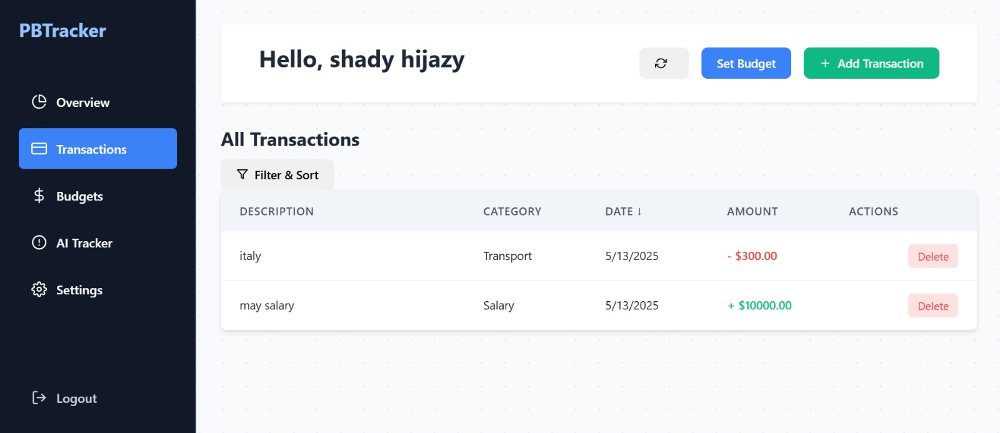 PBTracker
Overview
Transactions
Budgets
AI Tracker
Settings
Logout
Hello, shady hijazy
Set Budget
+ Add Transaction
All Transactions
Filter & Sort
DESCRIPTION CATEGORY DATE ↓ AMOUNT ACTIONS
italy Transport 5/13/2025 - $300.00 Delete
may salary Salary 5/13/2025 + $10000.00 Delete